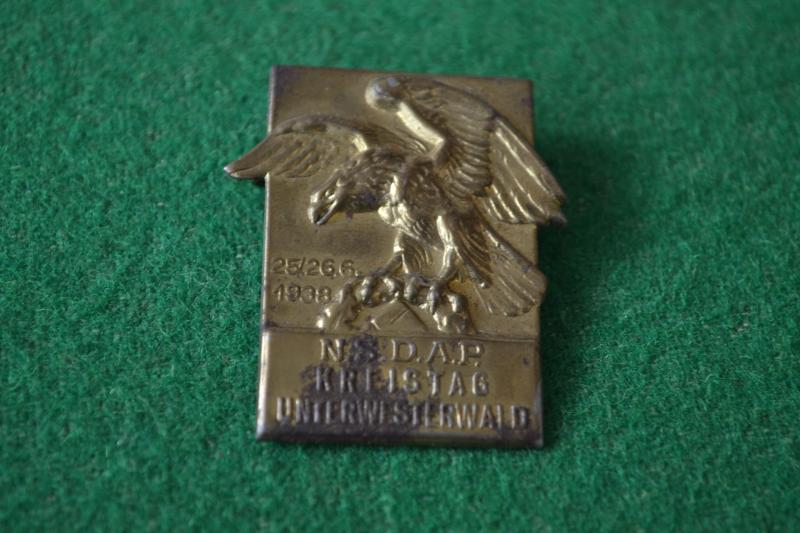 25/26.6.
1938
N.S.D.A.P.
KREISTAG
UNTERWESTERWALD